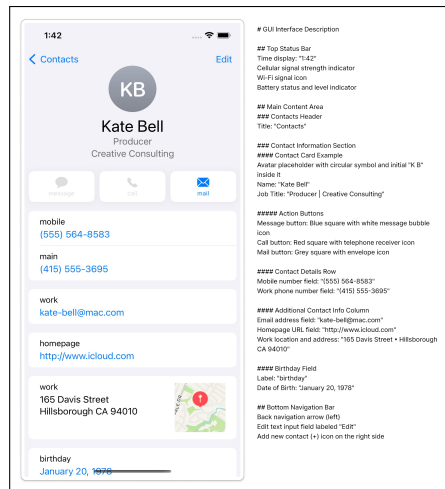 1:42
Contacts
Edit
KB
Kate Bell
Producer
Creative Consulting
message
call
mail
mobile
(555) 564-8583
main
(415) 555-3695
work
kate-bell@mac.com
homepage
http://www.icloud.com
work
165 Davis Street
Hillsborough CA 94010
birthday
January 20, 1978
# GUI Interface Description
## Top Status Bar
Time display: "1:42"
Cellular signal strength indicator
Wi-Fi signal icon
Battery status and level indicator
## Main Content Area
### Contacts Header
Title: "Contacts"
### Contact Information Section
#### Contact Card Example
Avatar placeholder with circular symbol and initial "K B"
inside it
Name: "Kate Bell"
Job Title: "Producer | Creative Consulting"
##### Action Buttons
Message button: Blue square with white message bubble
icon
Call button: Red square with telephone receiver icon
Mail button: Grey square with envelope icon
#### Contact Details Row
Mobile number field: "(555) 564-8583"
Work phone number field: "(415) 555-3695"
#### Additional Contact Info Column
Email address field: "kate-bell@mac.com"
Homepage URL field: "http://www.icloud.com"
Work location and address: "165 Davis Street • Hillsborough
CA 94010"
#### Birthday Field
Label: "birthday"
Date of Birth: "January 20, 1978"
## Bottom Navigation Bar
Back navigation arrow (left)
Edit text input field labeled "Edit"
Add new contact (+) icon on the right side